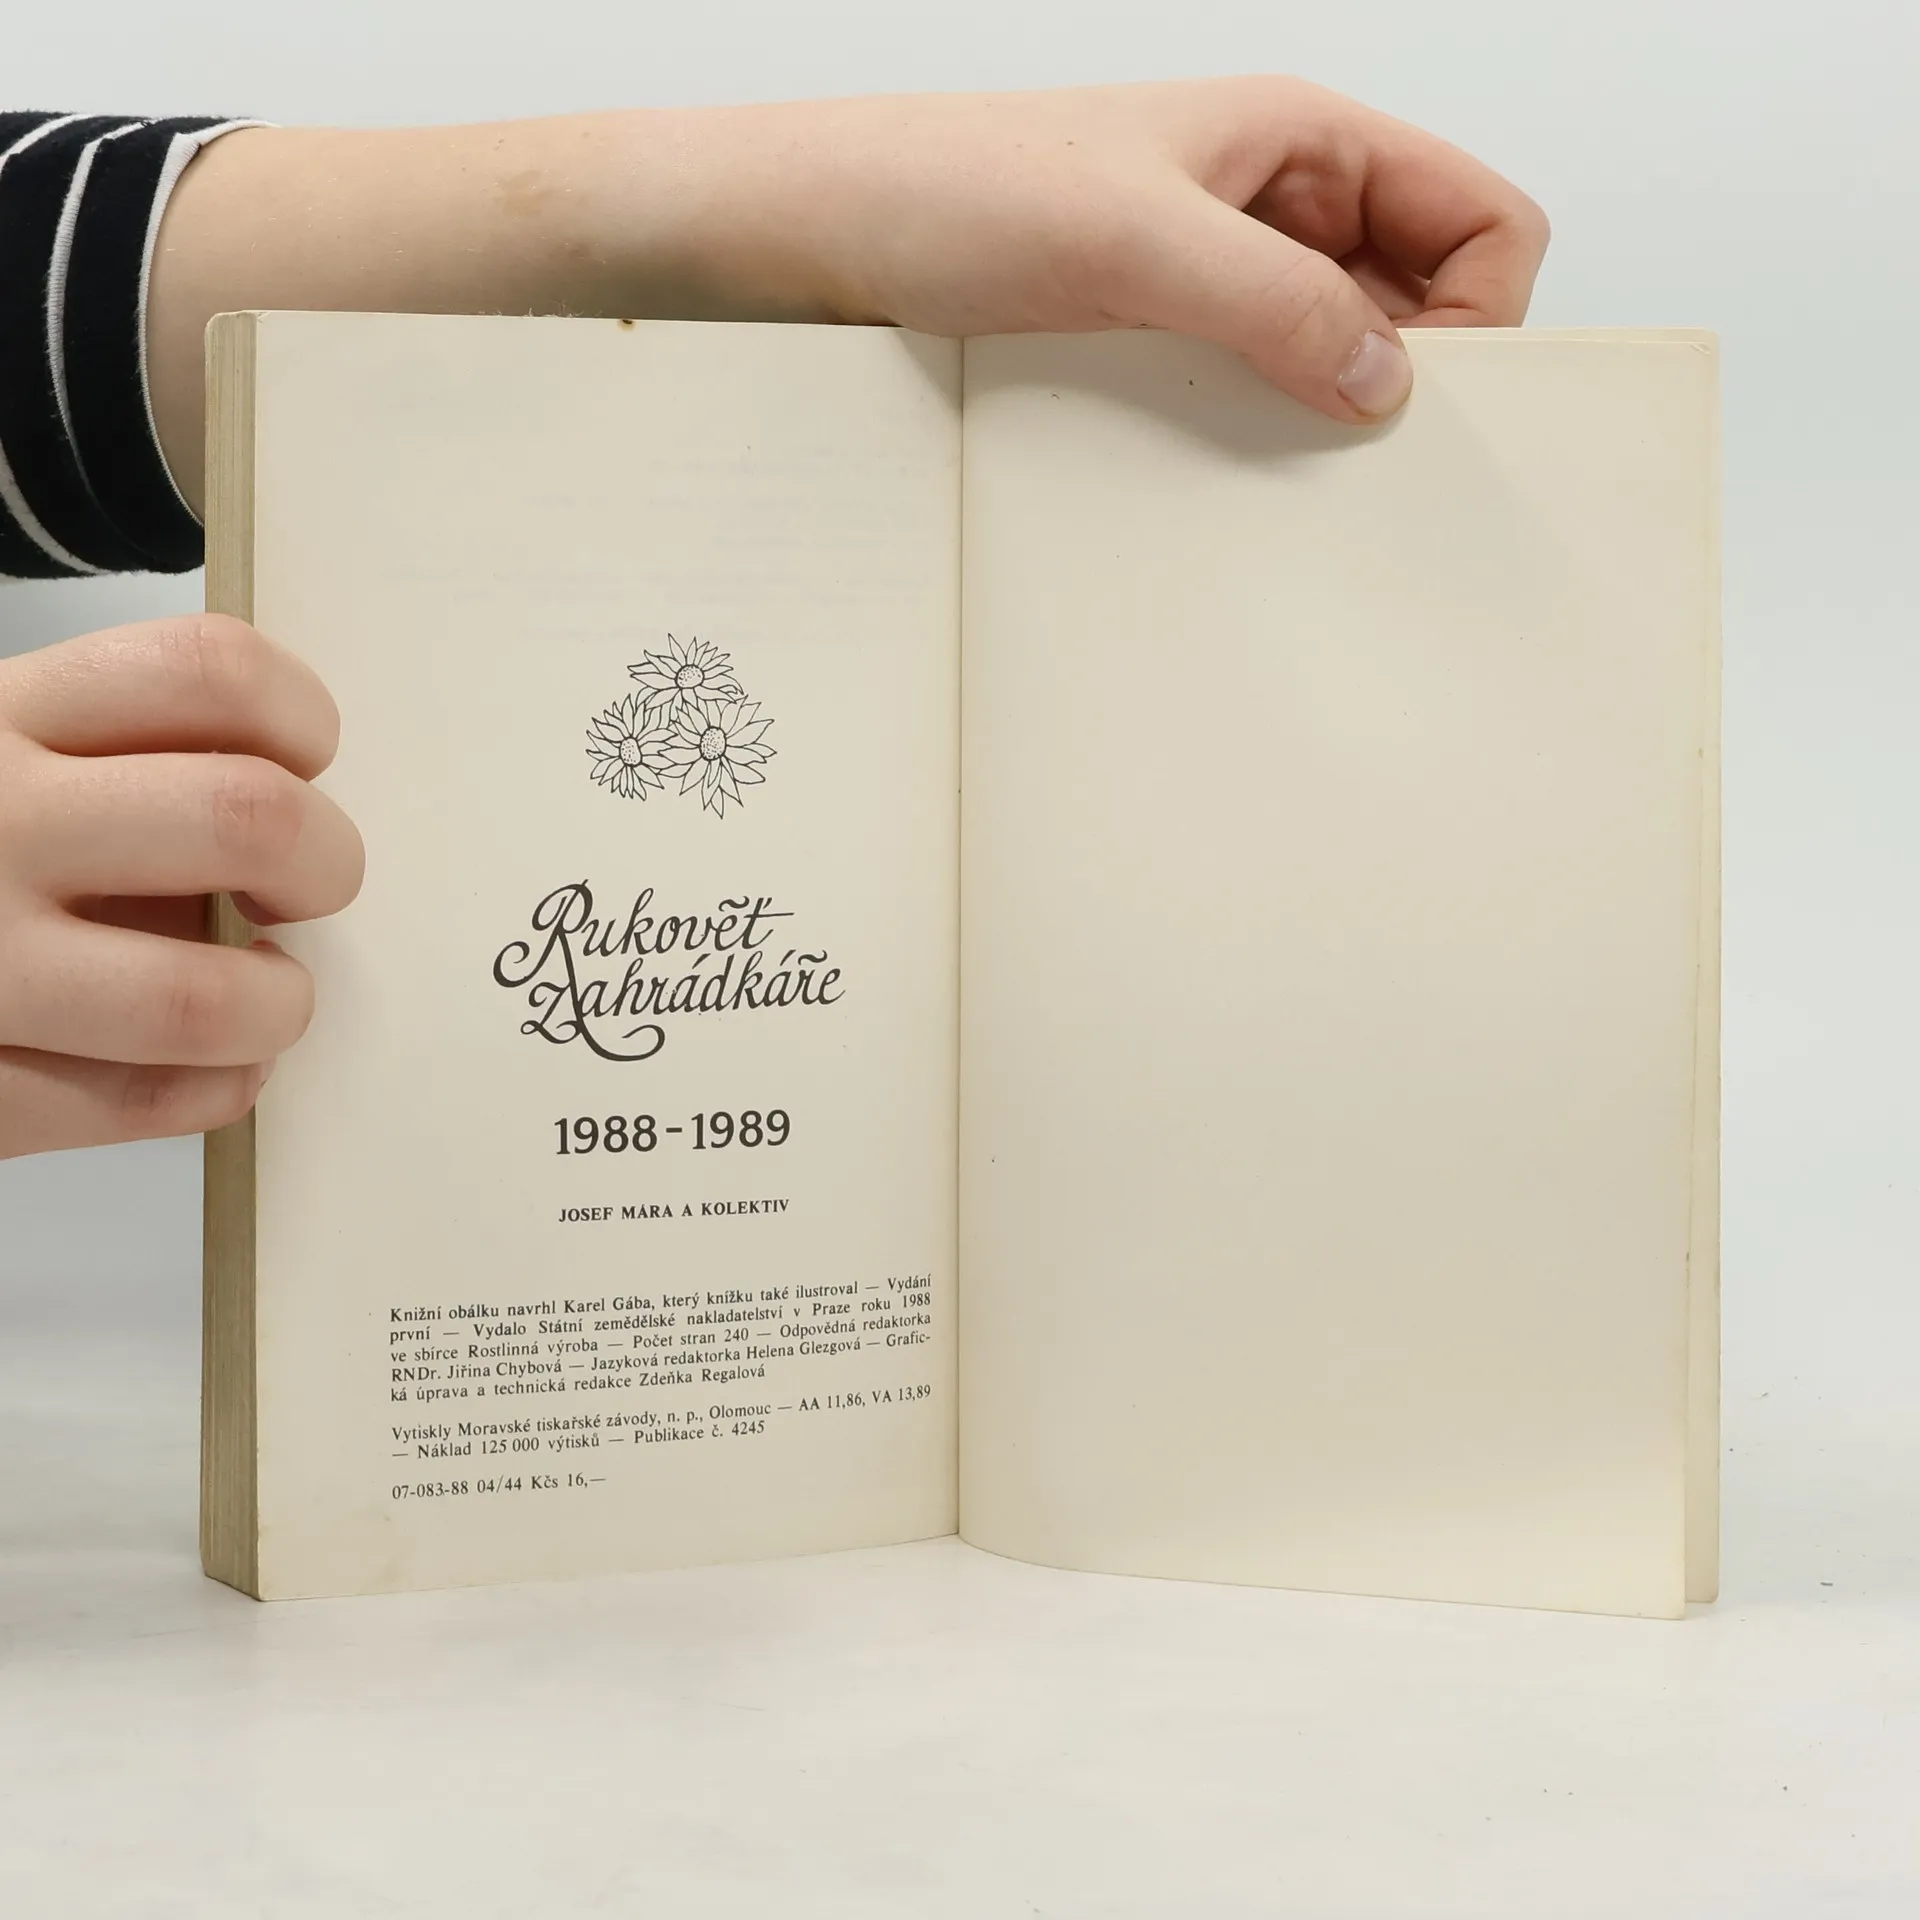 Rukověť
Zahrádkáře
1988-1989
JOSEF MÁRA A KOLEKTIV
Knižní obálku navrhl Karel Gába, který knížku také ilustroval — Vydání
první — Vydalo Státní zemědělské nakladatelství v Praze roku 1988
ve sbírce Rostlinná výroba — Počet stran 240 — Odpovědná redaktorka
RNDr. Jiřina Chybová — Jazyková redaktorka Helena Glezgová — Grafic-
ká úprava a technická redakce Zdeňka Regalová
Vytiskly Moravské tiskařské závody, n. p., Olomouc — AA 11,86, VA 13,89
— Náklad 125 000 výtisků — Publikace č. 4245
07-083-88 04/44 Kčs 16,—